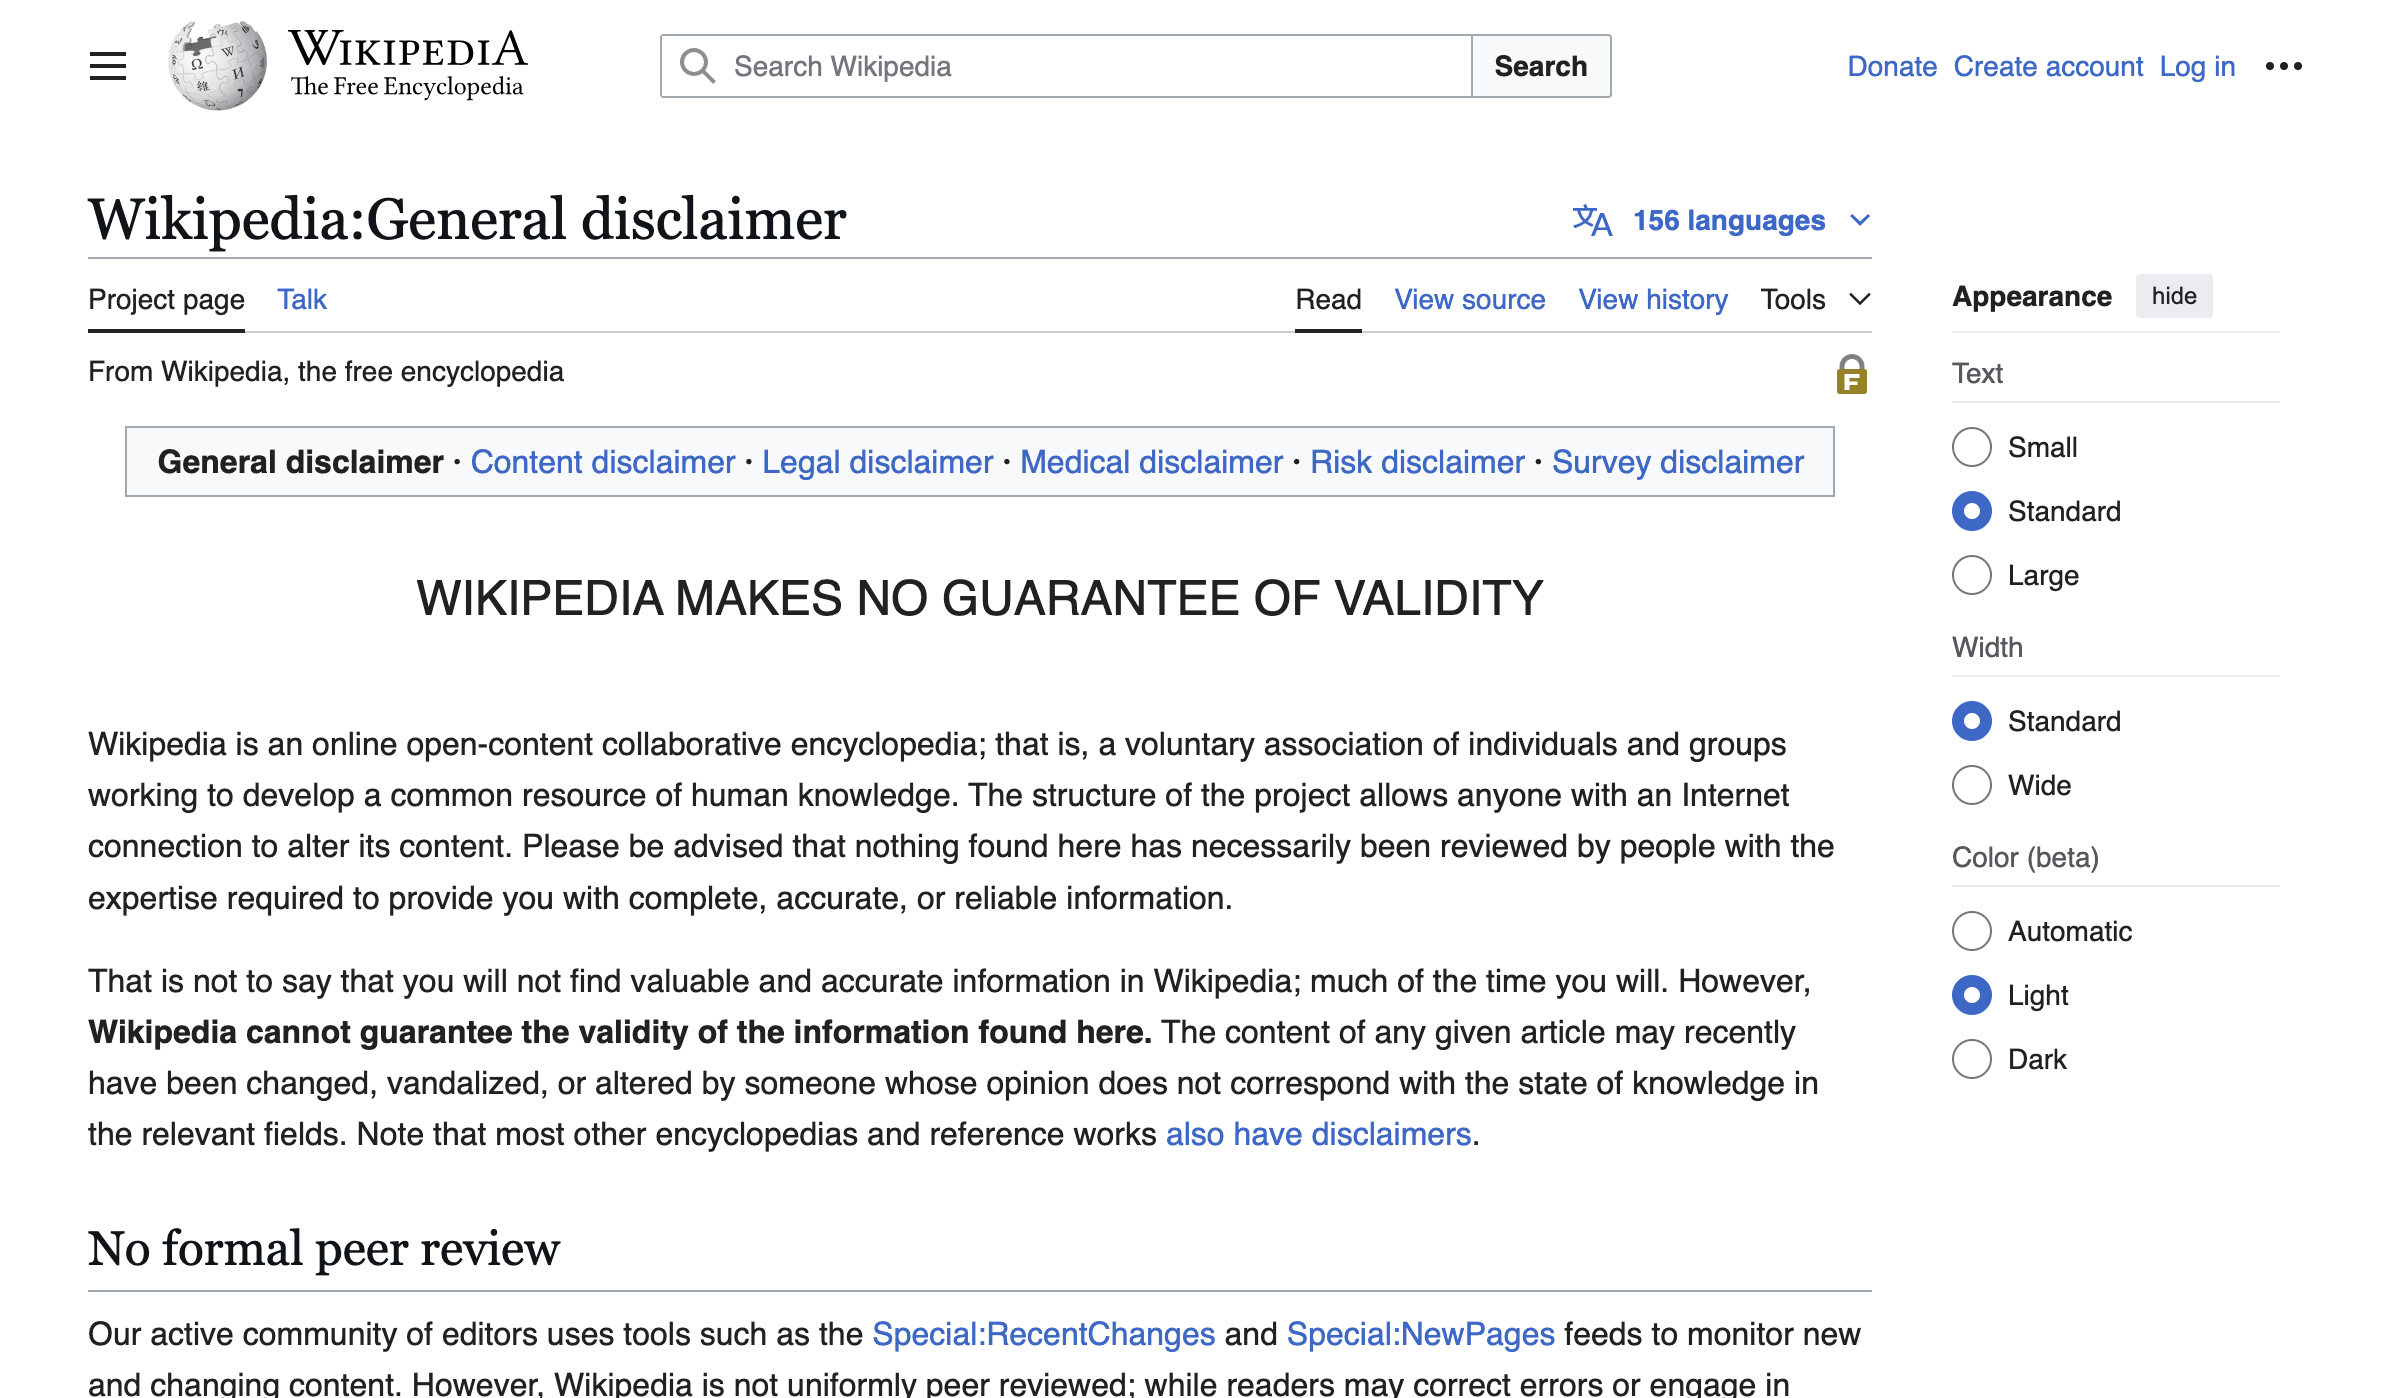 WIKIPEDIA
The Free Encyclopedia
Search Wikipedia
Search
Donate Create account Log in
Wikipedia:General disclaimer
156 languages
Project page Talk
Read View source View history Tools
From Wikipedia, the free encyclopedia
General disclaimer · Content disclaimer · Legal disclaimer · Medical disclaimer · Risk disclaimer · Survey disclaimer
WIKIPEDIA MAKES NO GUARANTEE OF VALIDITY
Wikipedia is an online open-content collaborative encyclopedia; that is, a voluntary association of individuals and groups
working to develop a common resource of human knowledge. The structure of the project allows anyone with an Internet
connection to alter its content. Please be advised that nothing found here has necessarily been reviewed by people with the
expertise required to provide you with complete, accurate, or reliable information.
That is not to say that you will not find valuable and accurate information in Wikipedia; much of the time you will. However,
Wikipedia cannot guarantee the validity of the information found here. The content of any given article may recently
have been changed, vandalized, or altered by someone whose opinion does not correspond with the state of knowledge in
the relevant fields. Note that most other encyclopedias and reference works also have disclaimers.
No formal peer review
Our active community of editors uses tools such as the Special:RecentChanges and Special:NewPages feeds to monitor new
and changing content. However, Wikipedia is not uniformly peer reviewed; while readers may correct errors or engage in
Appearance hide
Text
Small
Standard
Large
Width
Standard
Wide
Color (beta)
Automatic
Light
Dark